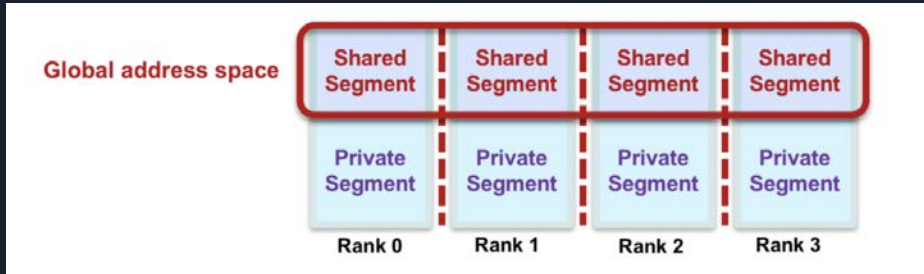 Global address space
Shared Shared Shared Shared
Segment Segment Segment Segment
Private Private Private Private
Segment Segment Segment Segment
Rank 0 Rank 1 Rank 2 Rank 3